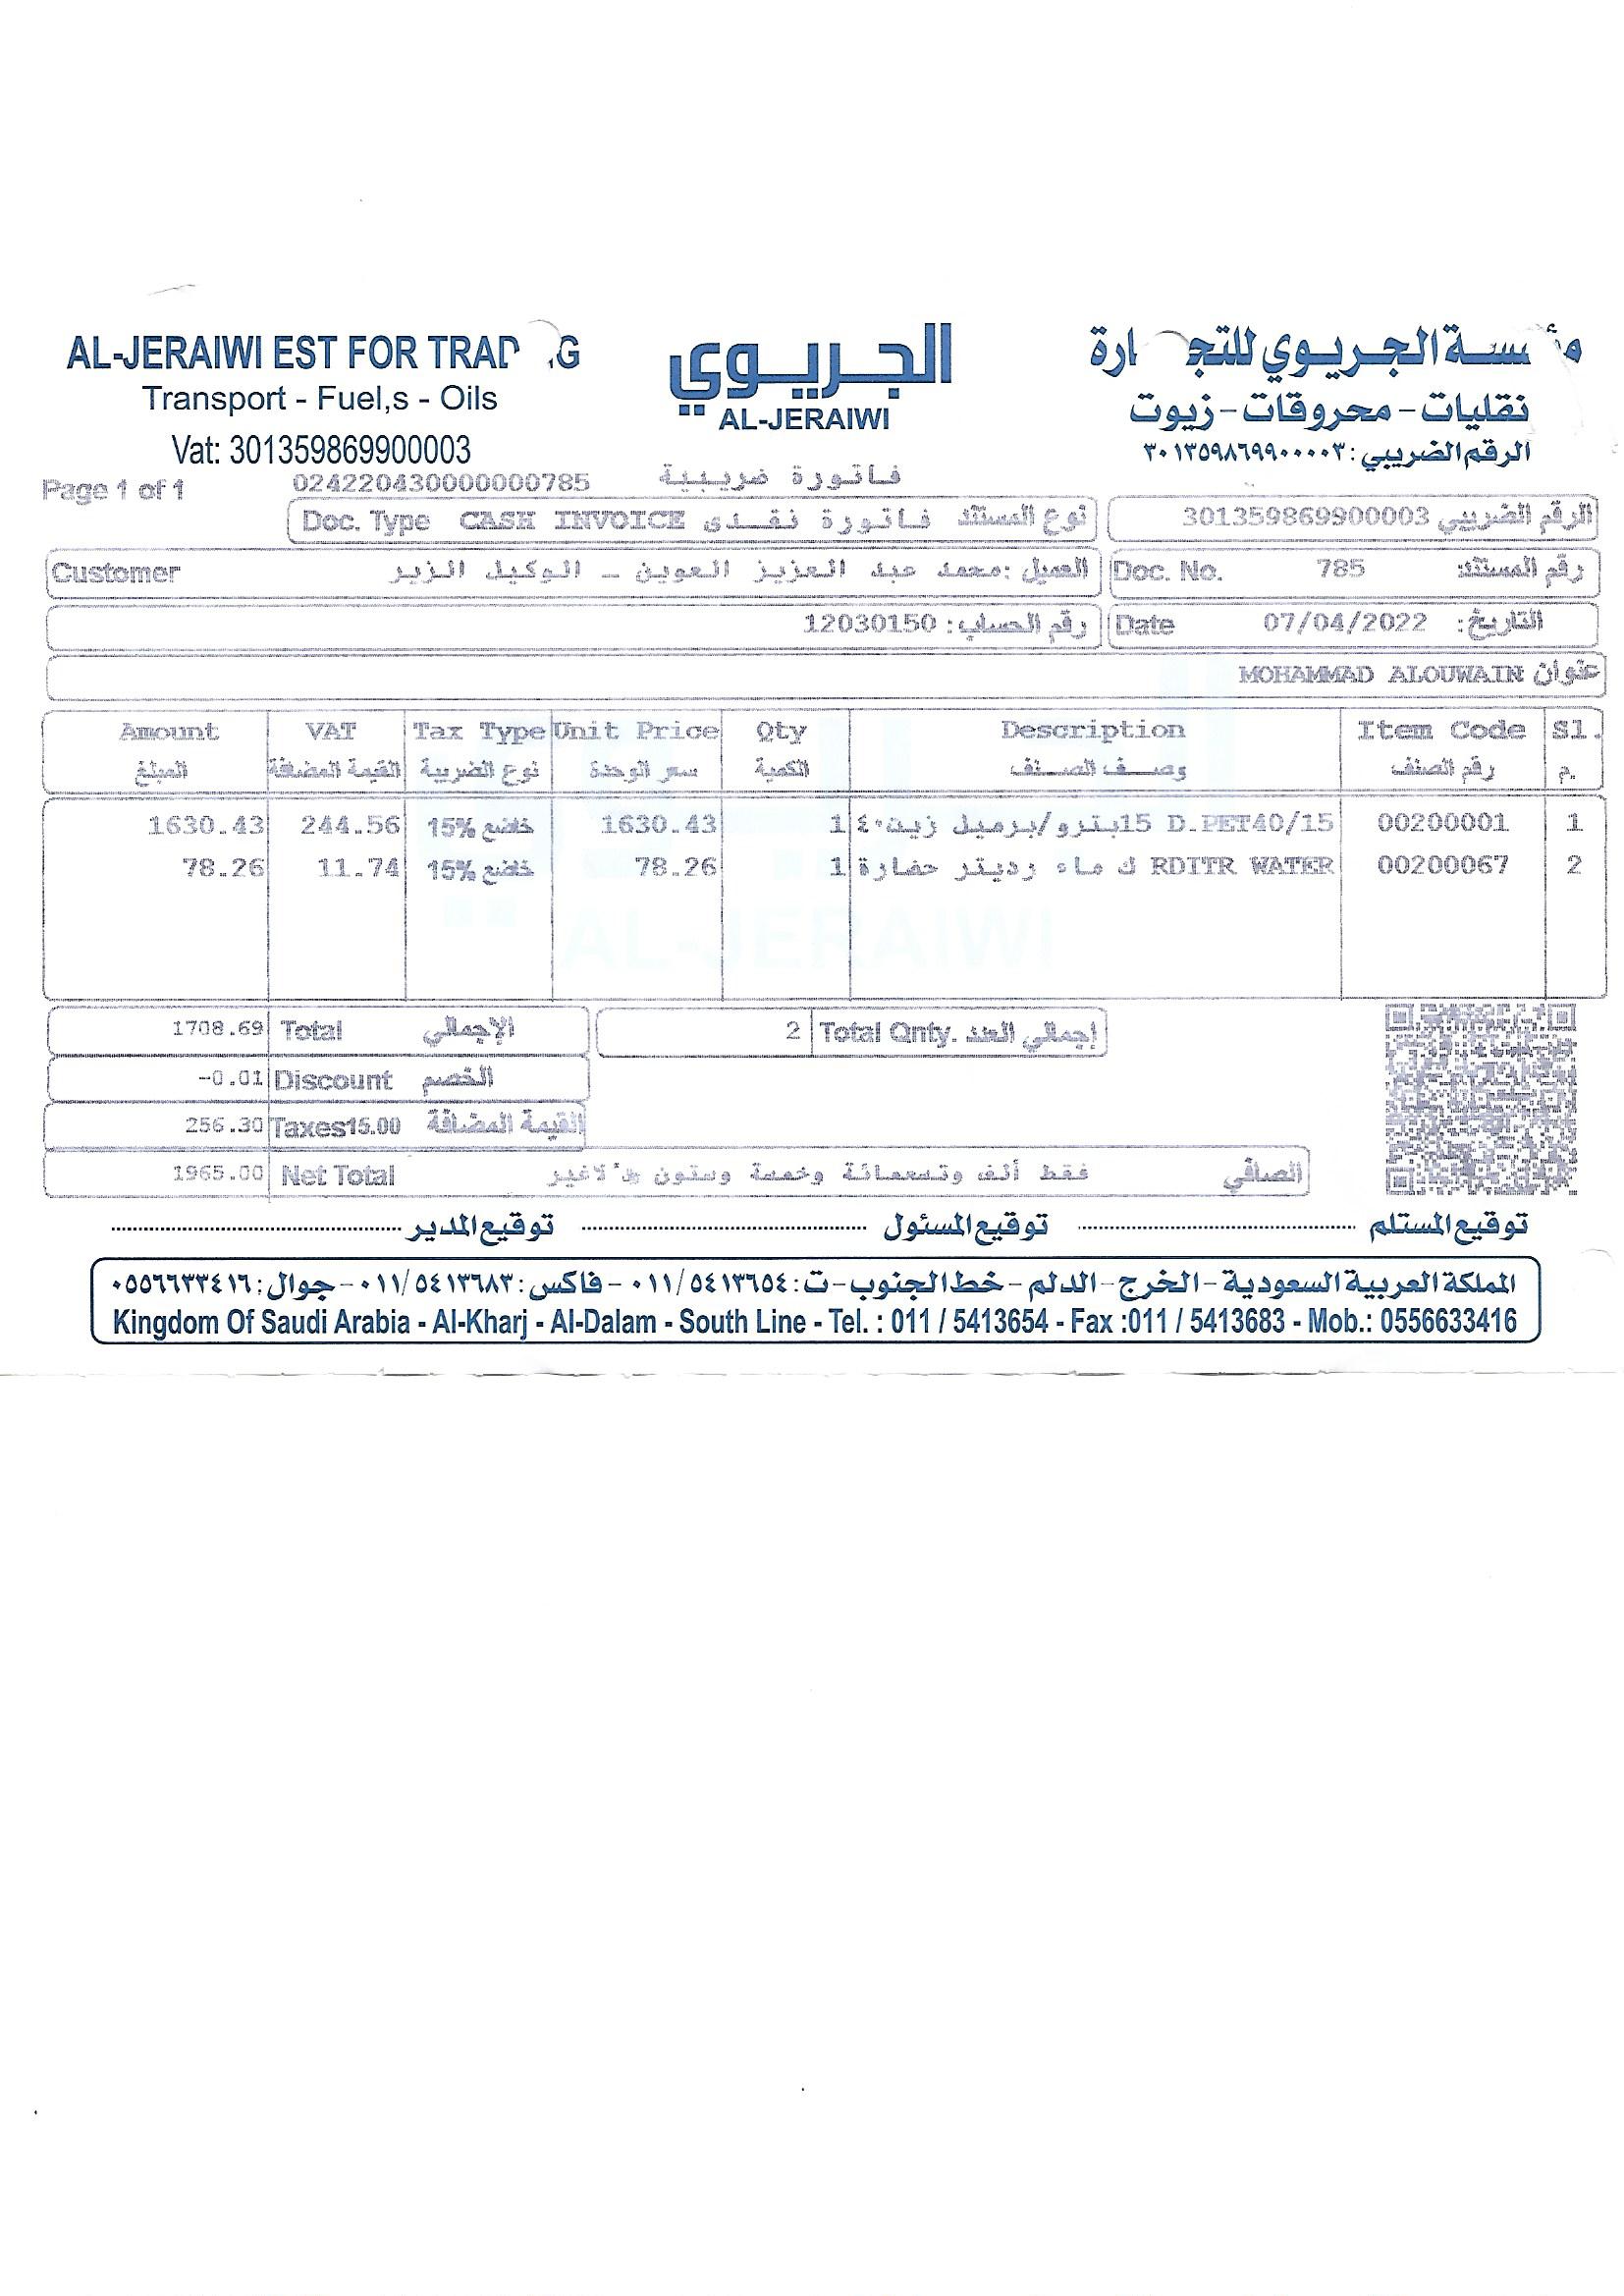 AL-JERAIWI EST FOR TRAD .G
Transport - Fuel,s - Oils
Vat: 301359869900003
الجريوي
AL-JERAIWI
مؤسسة الجريوي للتجارة
نقليات - محروقات - زيوت
الرقم الضريبي: ٣٠١٣٥٩٨٦٩٩٠٠٠٠٣
Page 1 of 1
024220430000000785
فاتورة ضريبية
Doc. Type CASH INVOICE فاتورة نقدى نوع المستند
الرقم الضريبي 301359869900003
Customer العميل: محمد عبد العزيز العوين - الوكيل الزير
Doc. No. 785 رقم المستند:
رقم الحساب: 12030150
Date 07/04/2022 التاريخ:
عنوان MOHAMMAD ALOUWAIN
Amount VAT Tax Type Unit Price Qty Description Item Code Sl.
المبلغ القيمة المضافة نوع الضريبة سعر الوحدة الكمية وصف الصنف رقم الصنف م.
1630.43 244.56 خاضع 15% 1630.43 1 بترو/برميل زيت٤٠ 15 D.PET40/15 00200001 1
78.26 11.74 خاضع 15% 78.26 1 ك ماء رديتر حفارة RDITR WATER 00200067 2
1708.69 Total الإجمالي
2 Total Qnty. إجمالي العدد
-0.01 Discount الخصم
256.30 Taxes15.00 القيمة المضافة
1965.00 Net Total فقط ألف وتسعمائة وخمسة وستون لاغير الصافي
توقيع المستلم توقيع المسئول توقيع المدير
المملكة العربية السعودية - الخرج - الدلم - خط الجنوب - ت: ٠١١/٥٤١٣٦٥٤ - فاكس: ٠١١/٥٤١٣٦٨٣ - جوال: ٠٥٥٦٦٣٣٤١٦
Kingdom Of Saudi Arabia - Al-Kharj - Al-Dalam - South Line - Tel. : 011 / 5413654 - Fax :011 / 5413683 - Mob.: 0556633416